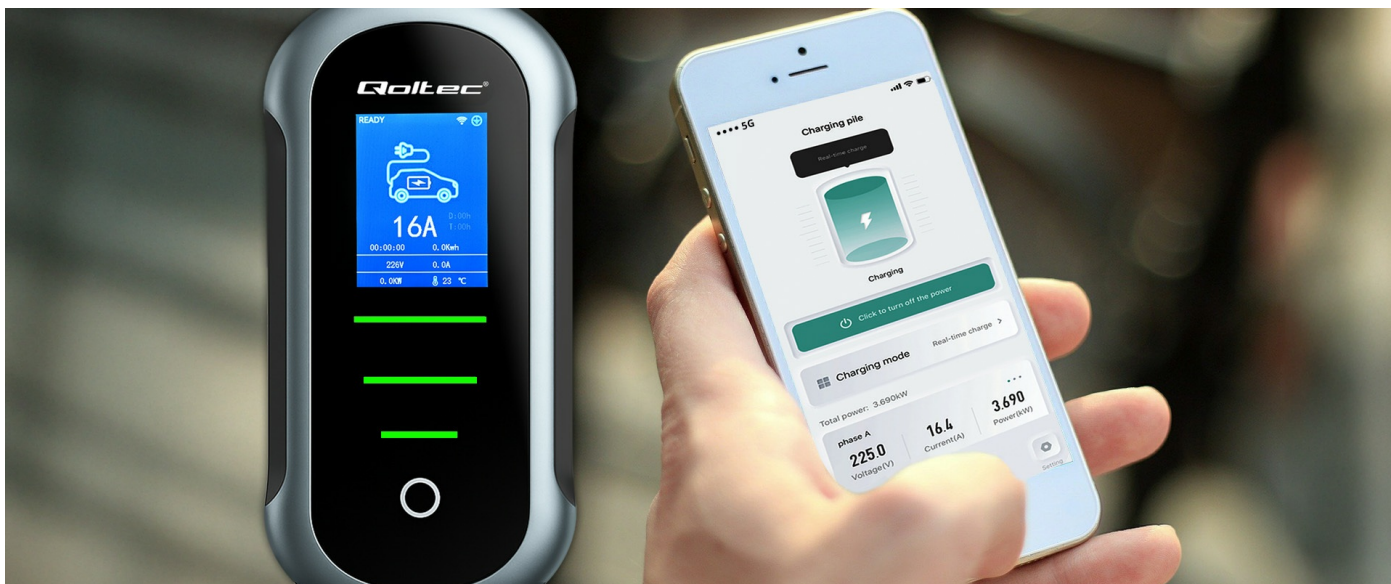 Qoltec®
READY
16A
D:00h
I:00h
00:00:00 0.0Kwh
226V 0.0A
0.0KW 23 ℃
5G
Charging pile
Real-time charge
Charging
Click to turn off the power
Charging mode Real-time charge >
Total power: 3.690kW
phase A
225.0 16.4 3.690
Voltage(V) Current(A) Power(kW)
Setting